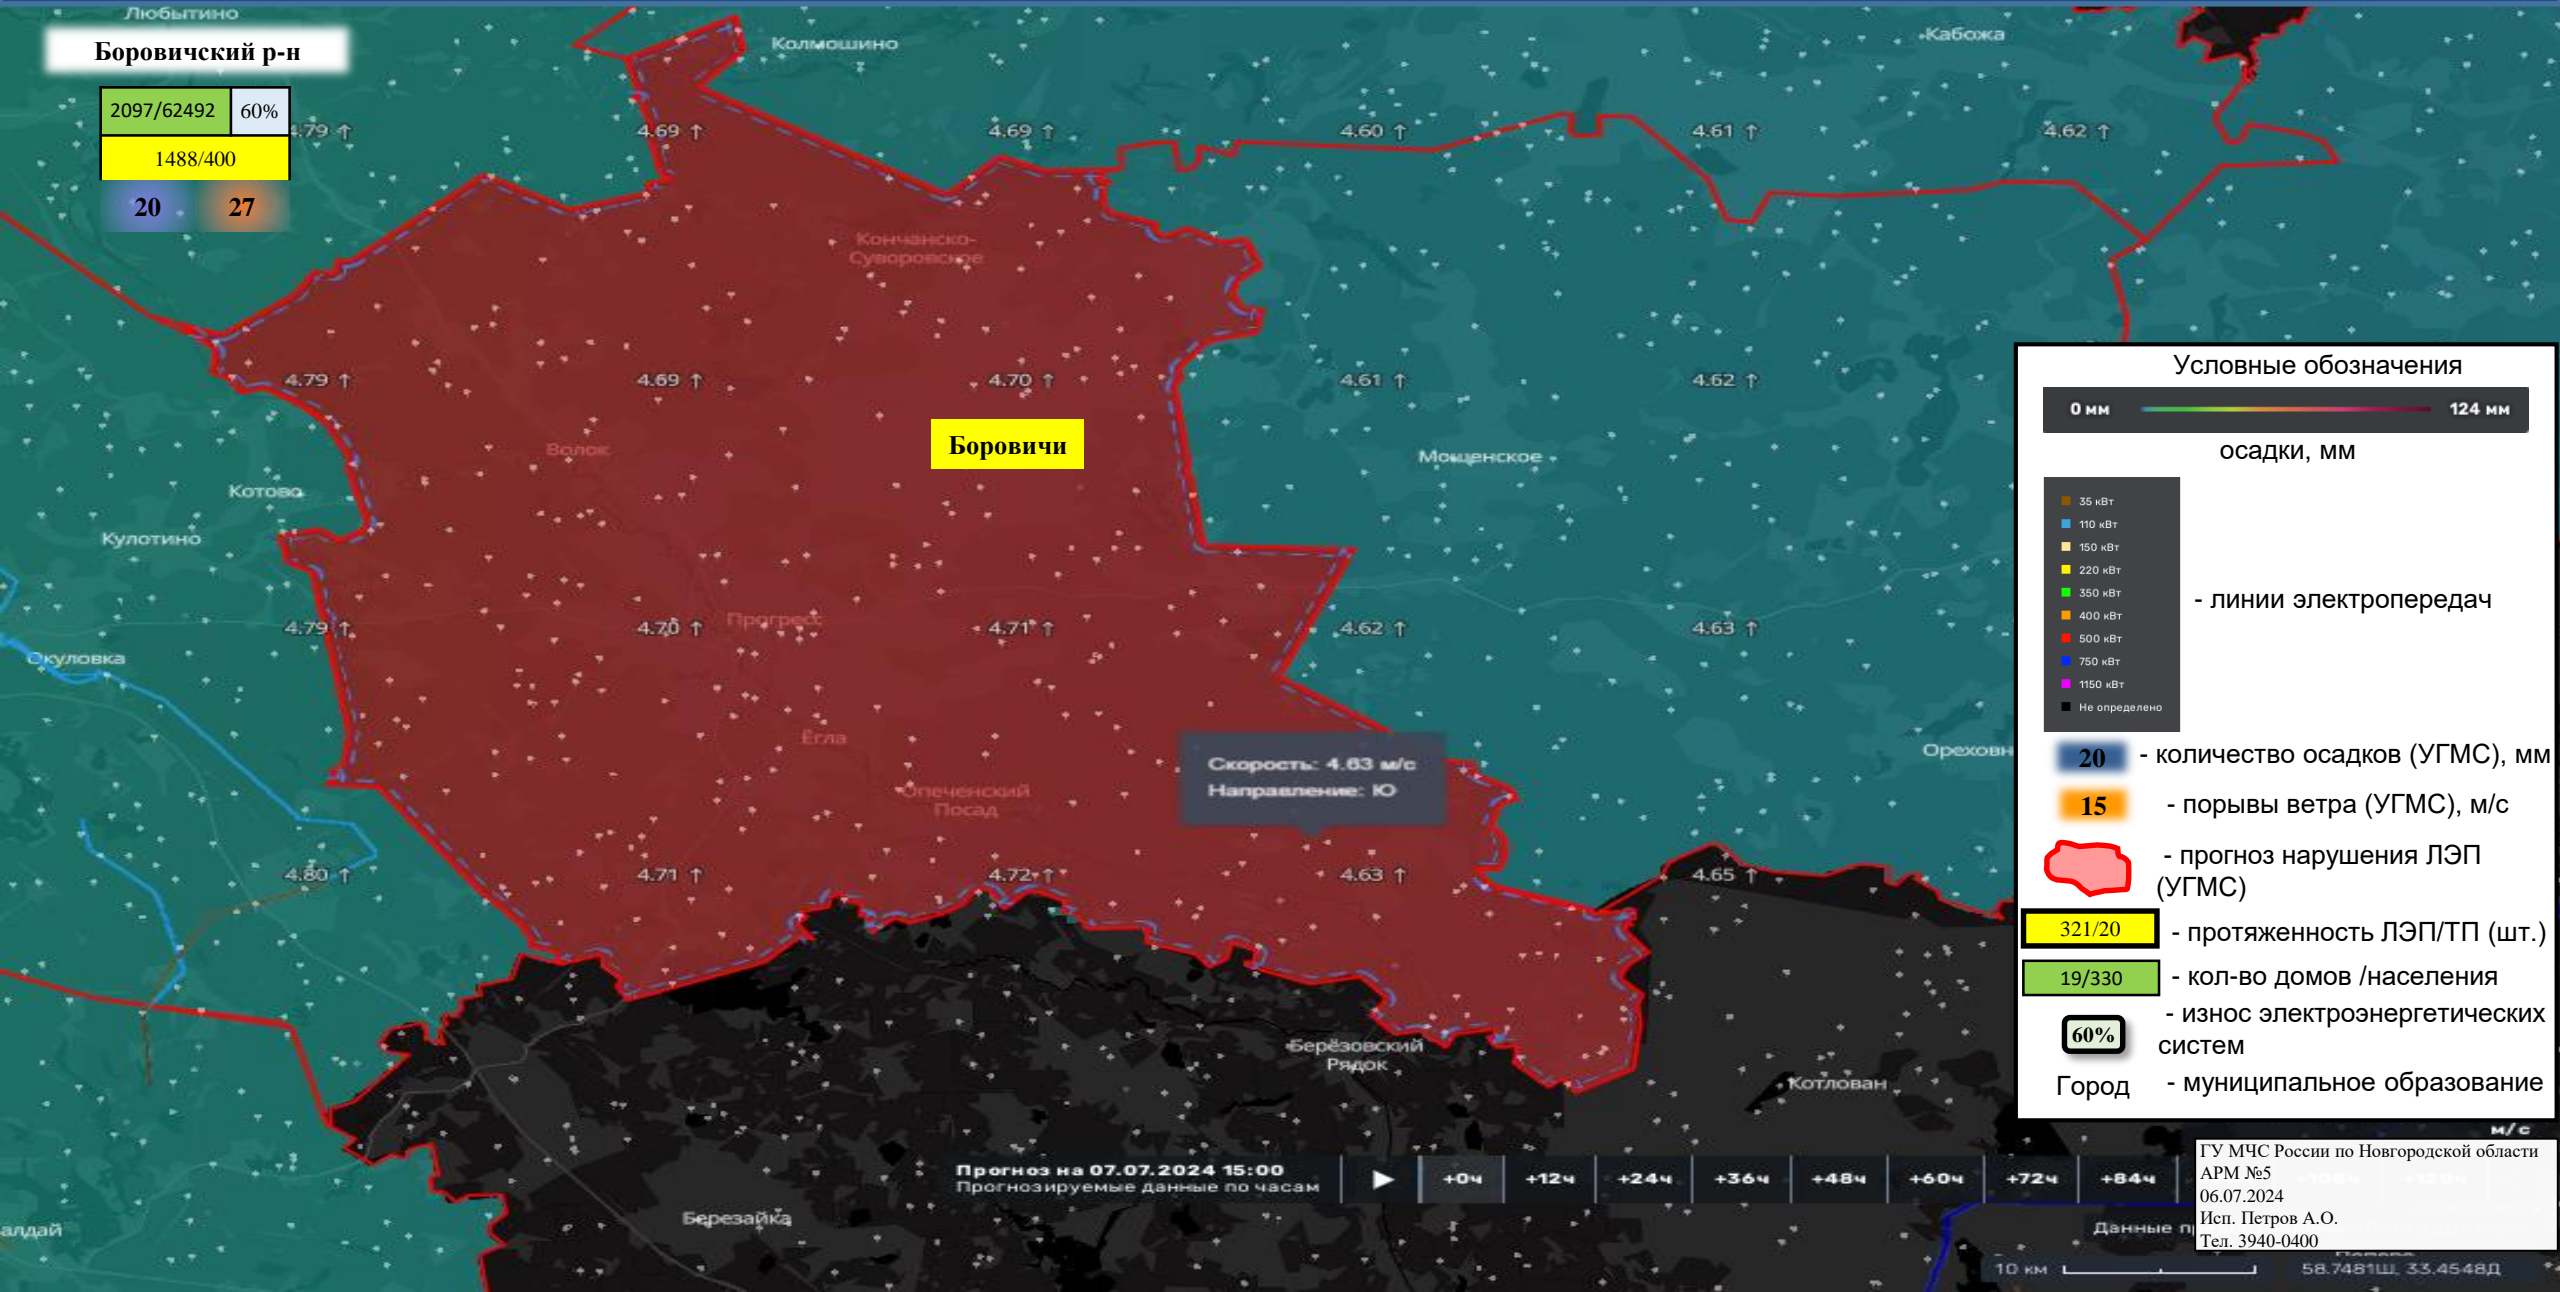 Любытино
Боровичский р-н
Колмошино
Кабожа
2097/62492 60%
4.79 ↑ 4.69 ↑ 4.69 ↑ 4.60 ↑ 4.61 ↑ 4.62 ↑
1488/400
20 27
Кончанско-
Суворовское
4.79 ↑ 4.69 ↑ 4.70 ↑ 4.61 ↑ 4.62 ↑
Боровичи
Волок
Мошенское
Котово
Кулотино
4.79 ↑ 4.70 ↑ 4.71 ↑ 4.62 ↑ 4.63 ↑
Прогресс
Окуловка
Ёгла
Ореховн
Скорость: 4.63 м/с
Направление: Ю
Опеченский
Посад
4.80 ↑ 4.71 ↑ 4.72 ↑ 4.63 ↑ 4.65 ↑
Берёзовский
Рядок
Котлован
Березайка
алдай
Условные обозначения
0 мм 124 мм
осадки, мм
35 кВт
110 кВт
150 кВт
220 кВт
350 кВт
400 кВт
500 кВт
750 кВт
1150 кВт
Не определено
- линии электропередач
20 - количество осадков (УГМС), мм
15 - порывы ветра (УГМС), м/с
- прогноз нарушения ЛЭП
(УГМС)
321/20 - протяженность ЛЭП/ТП (шт.)
19/330 - кол-во домов /населения
60% - износ электроэнергетических
систем
Город - муниципальное образование
м/с
Прогноз на 07.07.2024 15:00
Прогнозируемые данные по часам
+0ч +12ч +24ч +36ч +48ч +60ч +72ч +84ч
ГУ МЧС России по Новгородской области
АРМ №5
06.07.2024
Исп. Петров А.О.
Тел. 3940-0400
Данные п
10 км
58.7481Ш, 33.4548Д